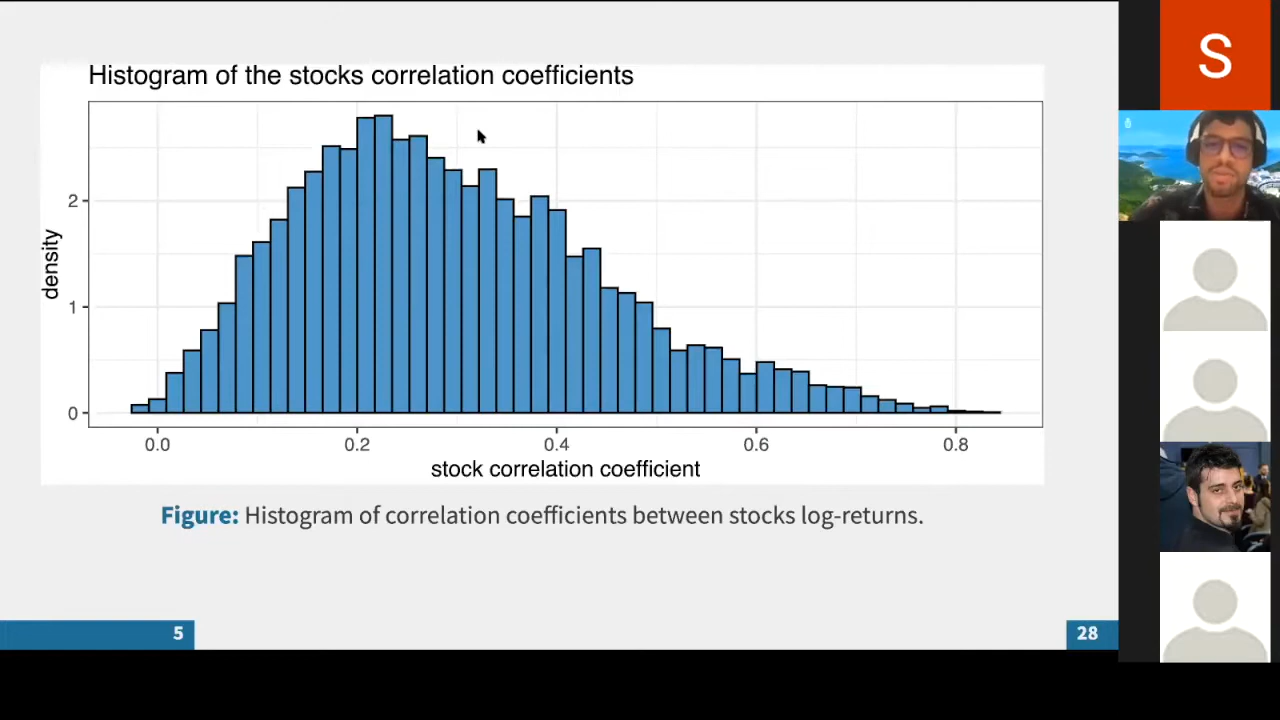 Histogram of the stocks correlation coefficients
density
2
1
0
0.0 0.2 0.4 0.6 0.8
stock correlation coefficient
Figure: Histogram of correlation coefficients between stocks log-returns.
5
28
S